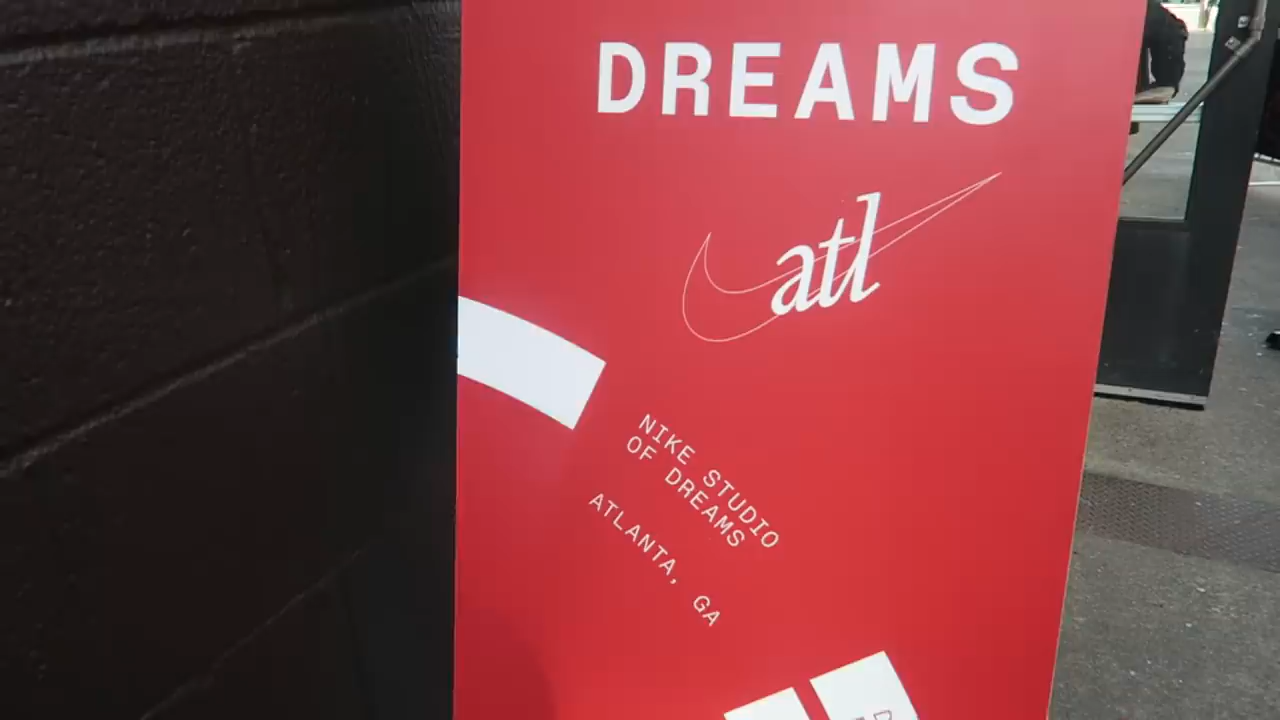 DREAMS
atl
NIKE STUDIO
OF DREAMS
ATLANTA, GA